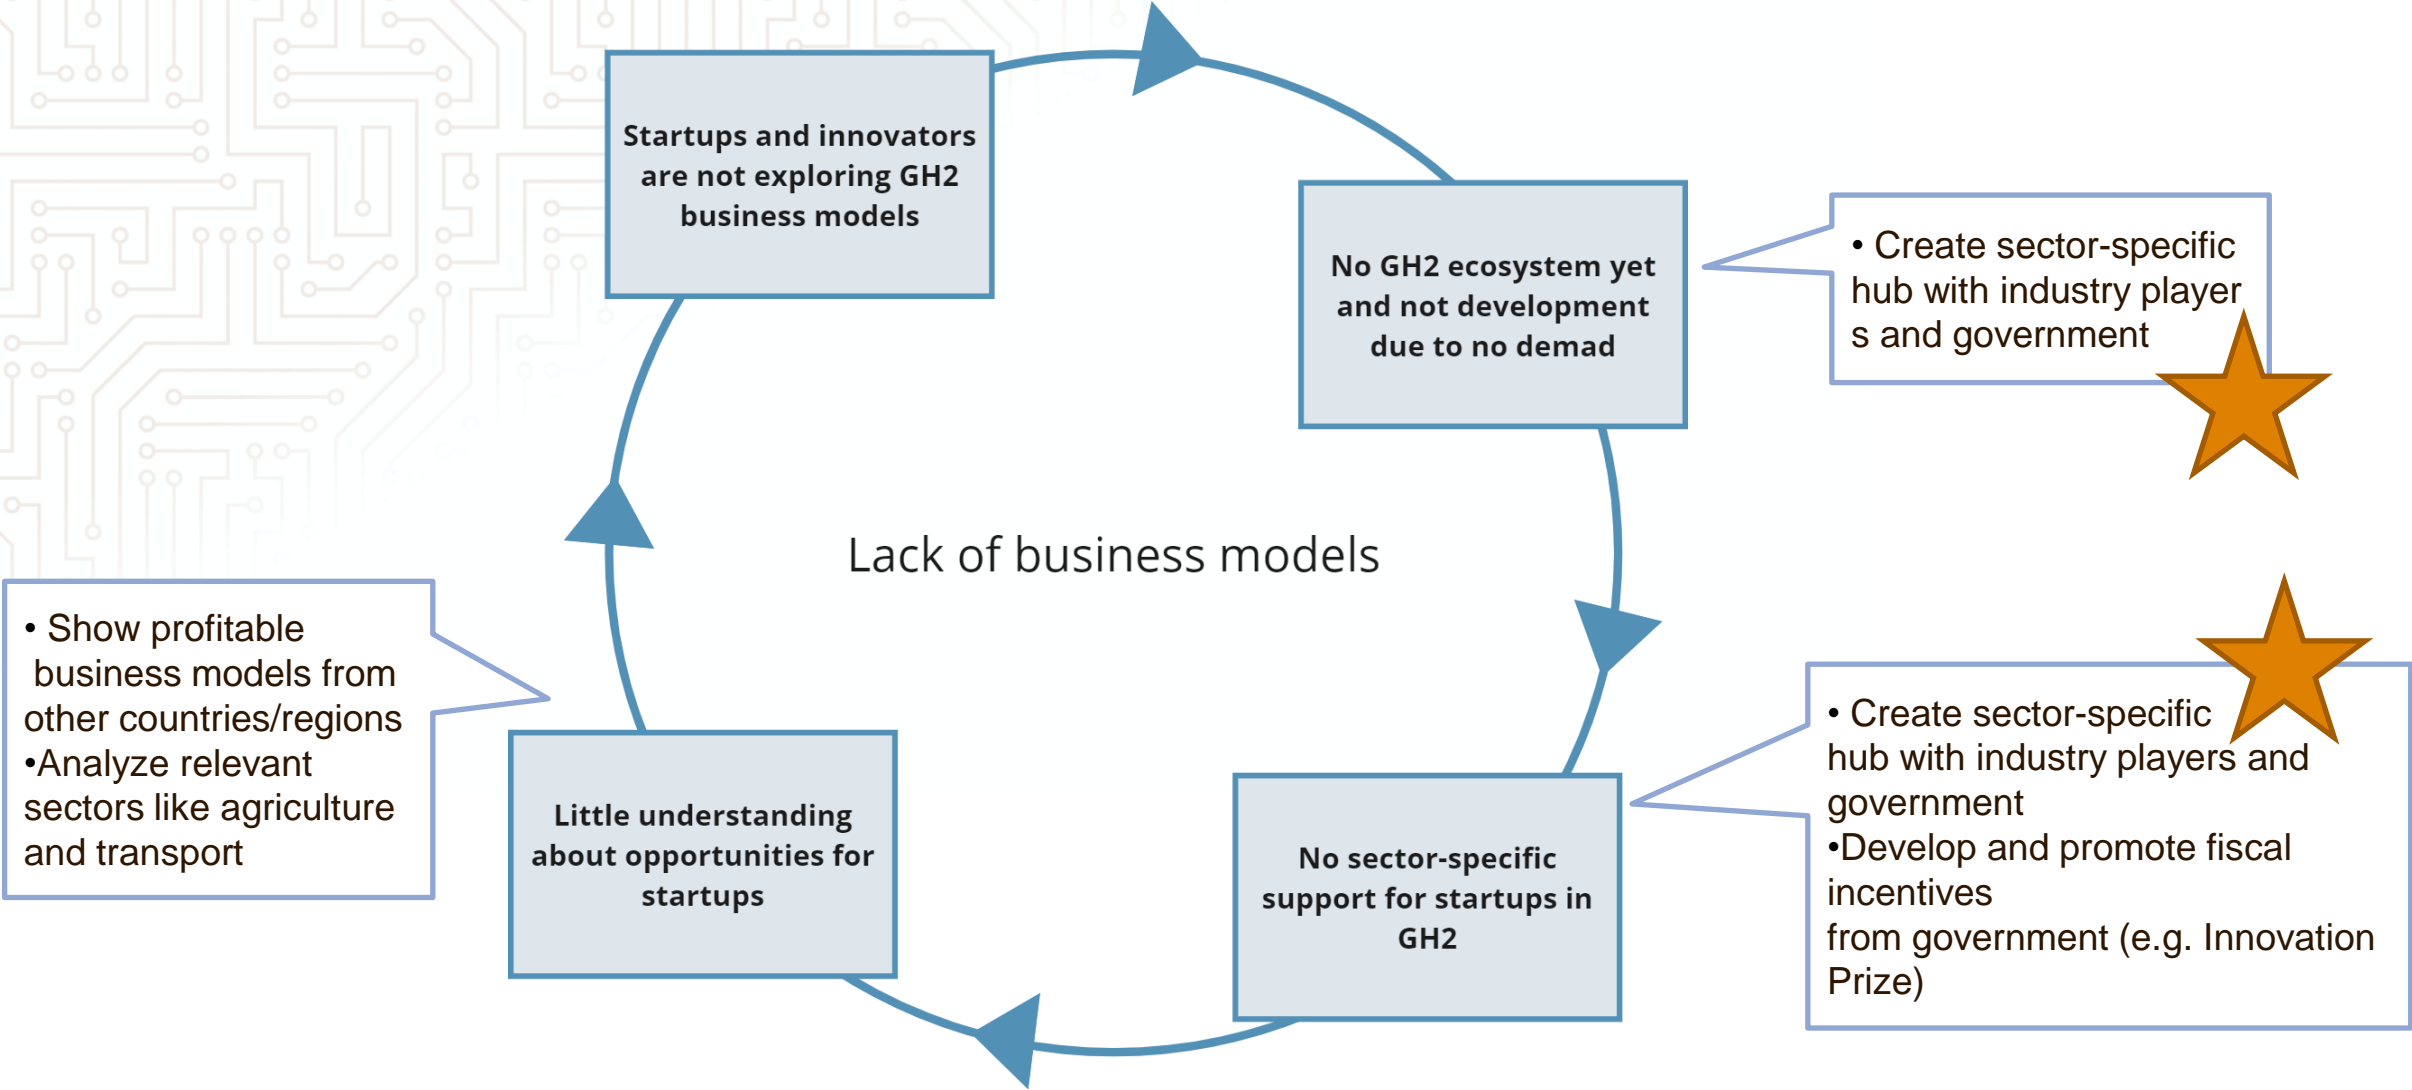 Startups and innovators
are not exploring GH2
business models
No GH2 ecosystem yet
and not development
due to no demad
• Create sector-specific
hub with industry player
s and government
Lack of business models
• Show profitable
business models from
other countries/regions
•Analyze relevant
sectors like agriculture
and transport
Little understanding
about opportunities for
startups
No sector-specific
support for startups in
GH2
• Create sector-specific
hub with industry players and
government
•Develop and promote fiscal
incentives
from government (e.g. Innovation
Prize)